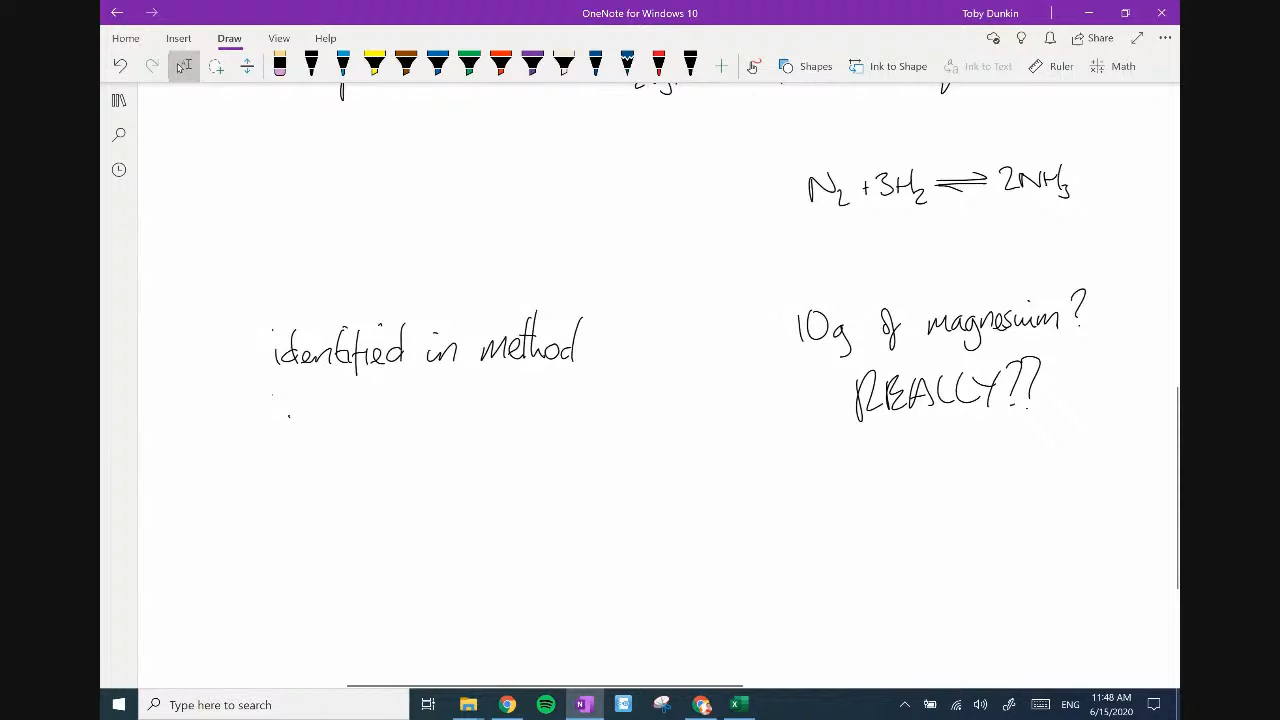 OneNote for Windows 10
Toby Dunkin
Home Insert Draw View Help
Share
Shapes Ink to Shape Ink to Text Ruler Math
N2 + 3H2 ⇌ 2NH3
identified in method
10g of magnesium?
REALLY??
Type here to search
ENG
11:48 AM
6/15/2020